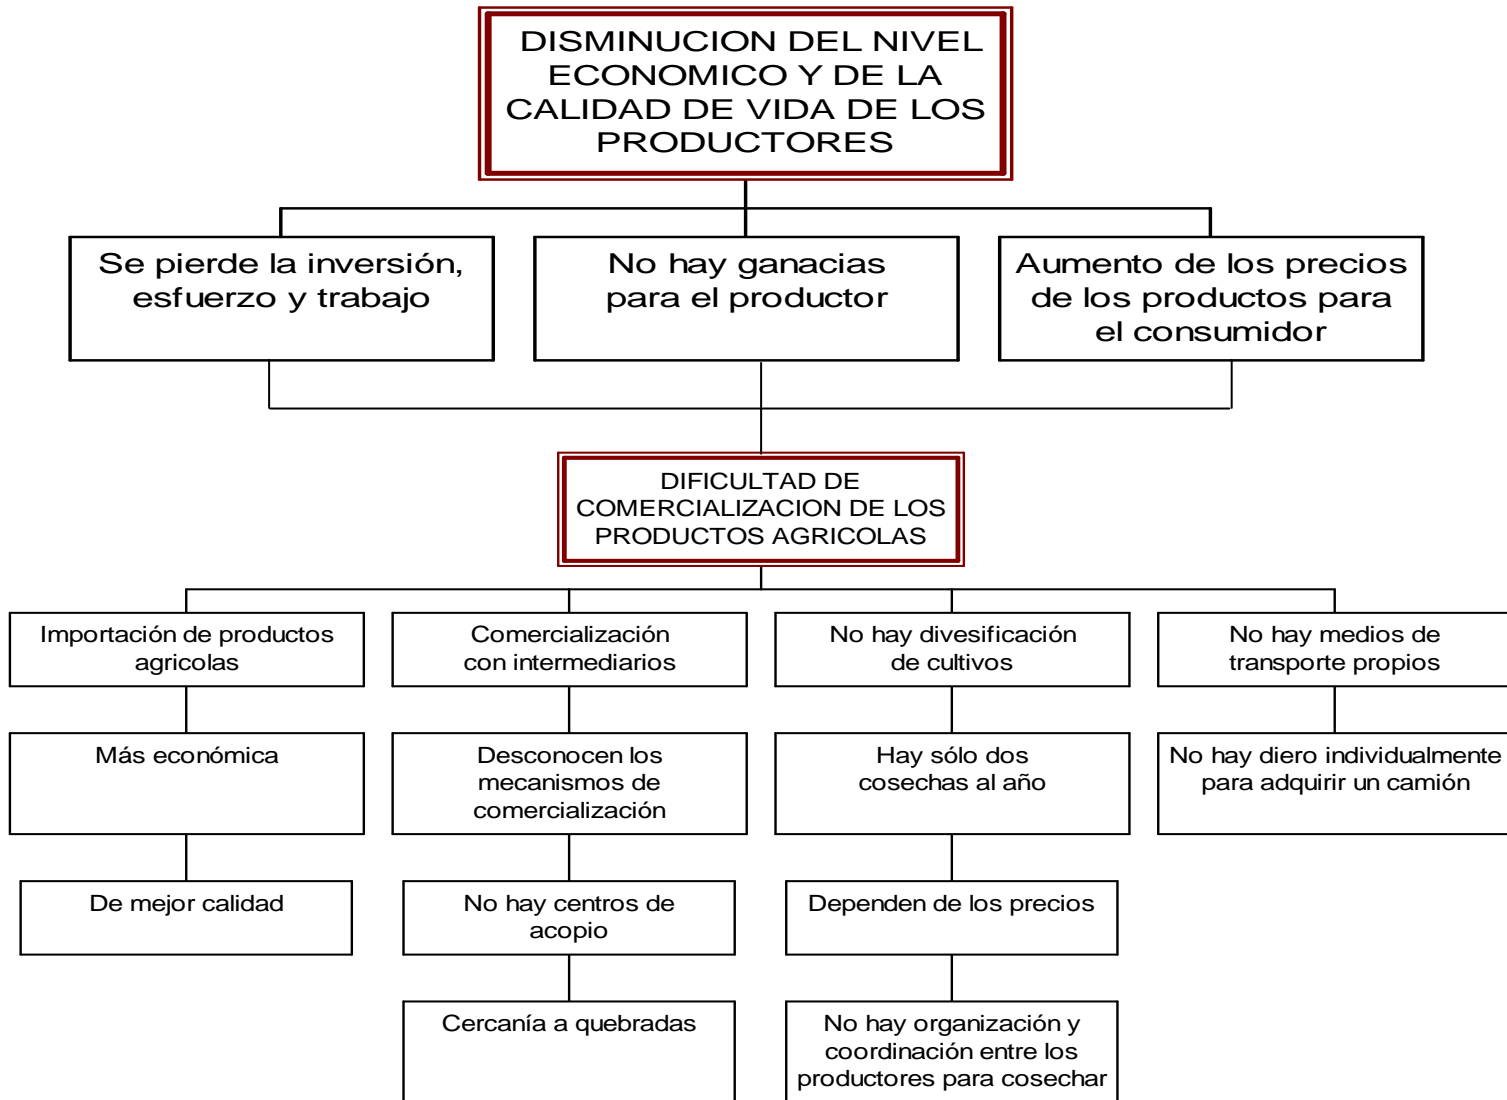 DISMINUCION DEL NIVEL
ECONOMICO Y DE LA
CALIDAD DE VIDA DE LOS
PRODUCTORES
Se pierde la inversión,
esfuerzo y trabajo
No hay ganacias
para el productor
Aumento de los precios
de los productos para
el consumidor
DIFICULTAD DE
COMERCIALIZACION DE LOS
PRODUCTOS AGRICOLAS
Importación de productos
agricolas
Comercialización
con intermediarios
No hay divesificación
de cultivos
No hay medios de
transporte propios
Más económica
Desconocen los
mecanismos de
comercialización
Hay sólo dos
cosechas al año
No hay diero individualmente
para adquirir un camión
De mejor calidad
No hay centros de
acopio
Dependen de los precios
Cercanía a quebradas
No hay organización y
coordinación entre los
productores para cosechar